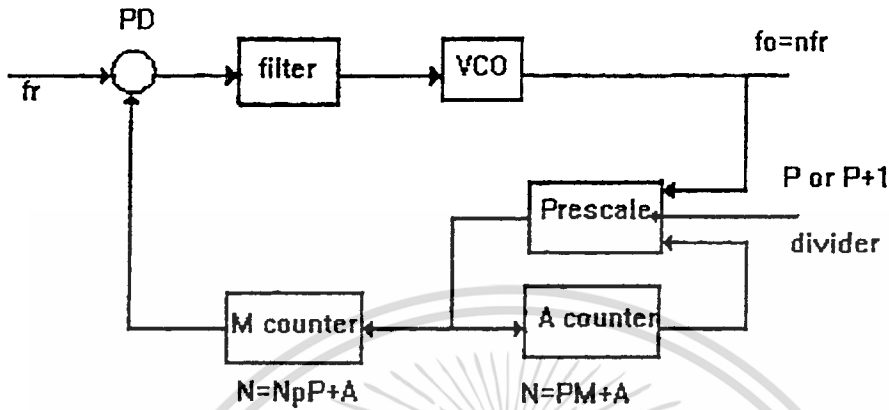 PD
fr
filter
VCO
fo=nfr
P or P+1
divider
Prescale
M counter
A counter
N=NpP+A
N=PM+A